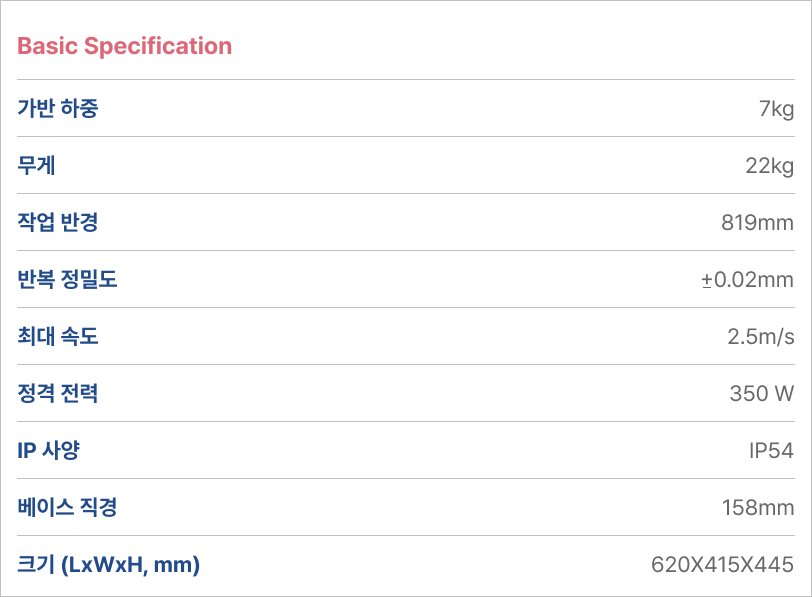 Basic Specification
가반 하중 7kg
무게 22kg
작업 반경 819mm
반복 정밀도 ±0.02mm
최대 속도 2.5m/s
정격 전력 350 W
IP 사양 IP54
베이스 직경 158mm
크기 (LxWxH, mm) 620X415X445